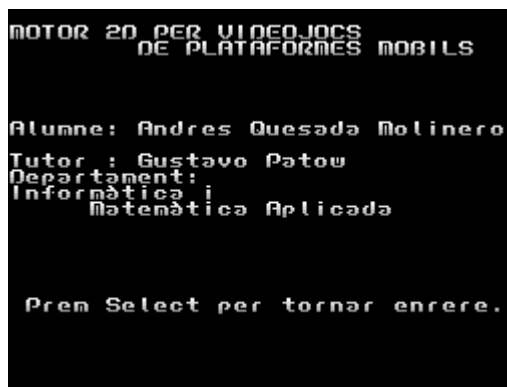 MOTOR 2D PER VIDEOJOCS
DE PLATAFORMES MOBILS
Alumne: Andres Quesada Molinero
Tutor : Gustavo Patow
Departament:
Informàtica i
Matemàtica Aplicada
Prem Select per tornar enrere.